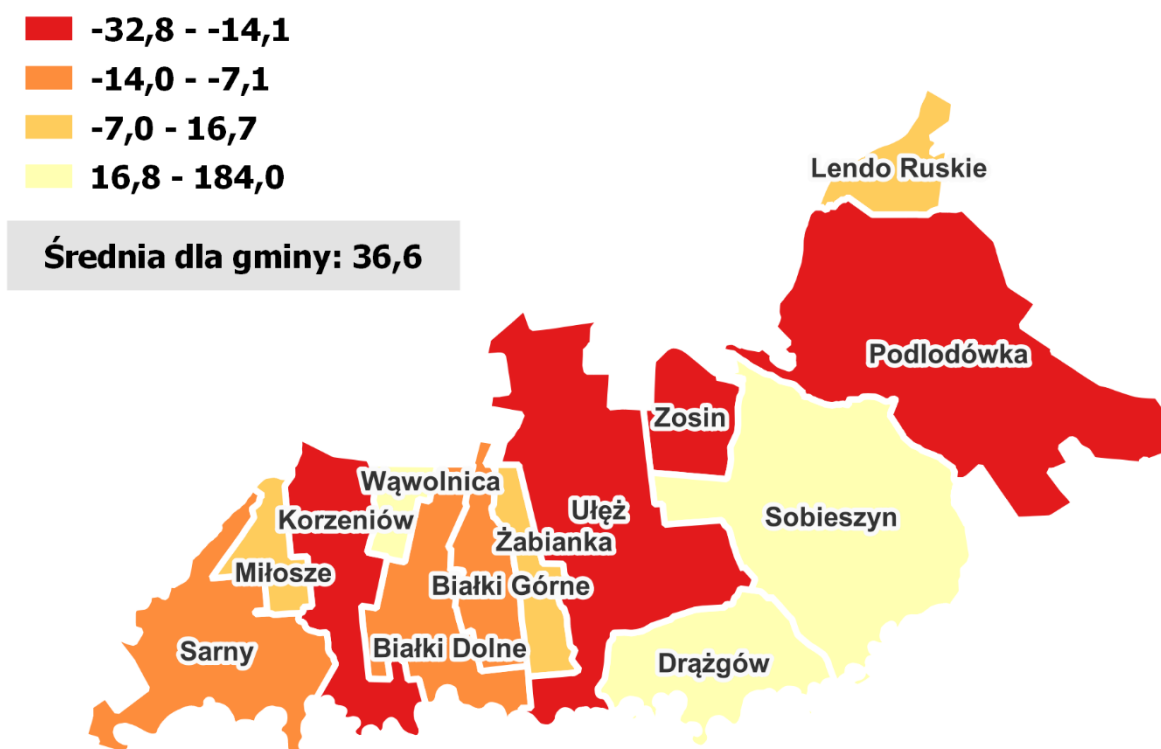 -32,8 - -14,1
-14,0 - -7,1
-7,0 - 16,7
16,8 - 184,0
Średnia dla gminy: 36,6
Lendo Ruskie
Podlodówka
Zosin
Wąwolnica
Korzeniów
Ułęż
Sobieszyn
Żabianka
Miłosze
Białki Górne
Sarny
Białki Dolne
Drążgów